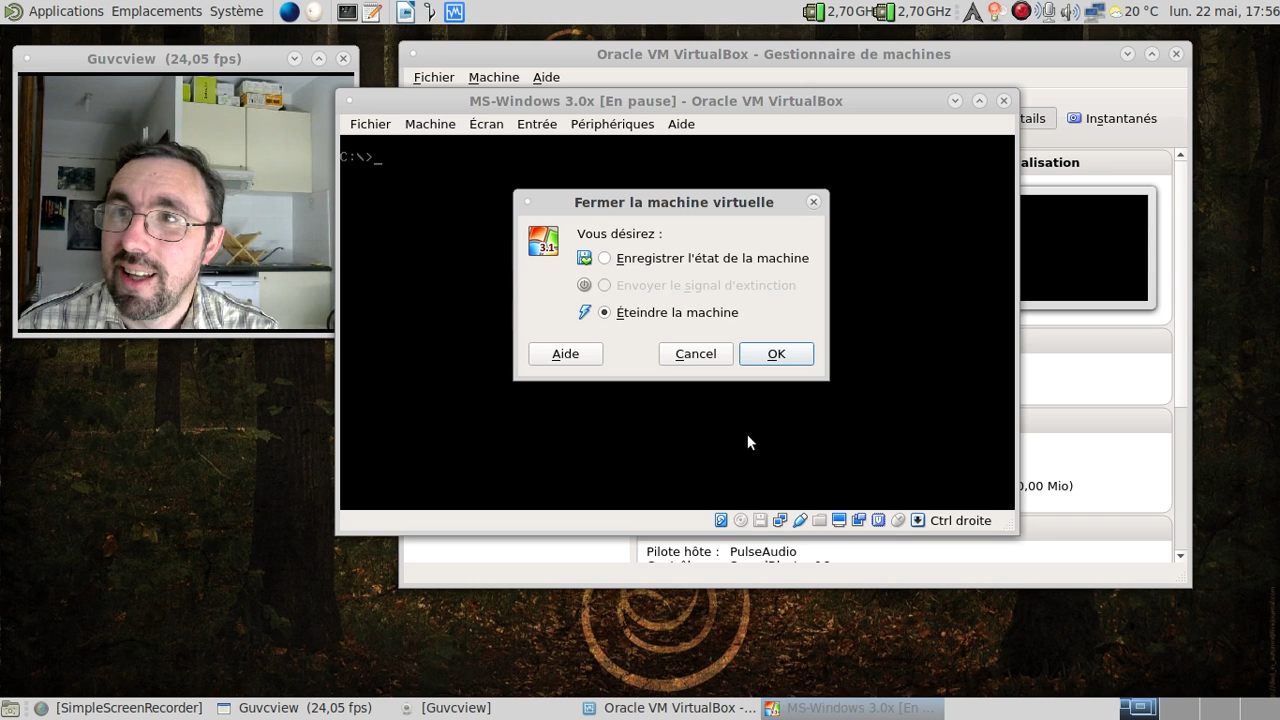 Applications Emplacements Système
2,70 GH 2,70 GHz 20 °C lun. 22 mai, 17:56
Guvcview (24,05 fps)
Oracle VM VirtualBox - Gestionnaire de machines
Fichier Machine Aide
MS-Windows 3.0x [En pause] - Oracle VM VirtualBox
Fichier Machine Écran Entrée Périphériques Aide
tails Instantanés
C:\>_
alisation
Fermer la machine virtuelle
Vous désirez :
3.1
Enregistrer l'état de la machine
Envoyer le signal d'extinction
Éteindre la machine
Aide Cancel OK
0,00 Mio)
Ctrl droite
Pilote hôte : PulseAudio
[SimpleScreenRecorder] Guvcview (24,05 fps) [Guvcview] Oracle VM VirtualBox -... MS-Windows 3.0x [En ...